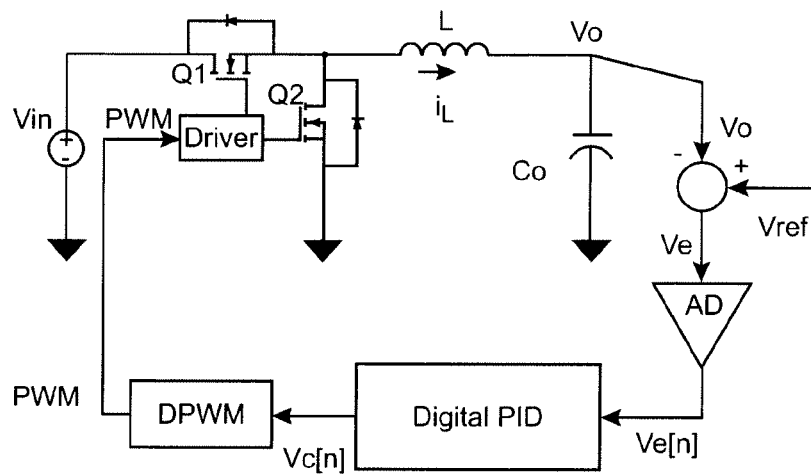 L
Vo
Q1
iL
Q2
Vin
+
-
PWM
Driver
Co
Vo
-
+
Vref
Ve
AD
PWM
DPWM
Vc[n]
Digital PID
Ve[n]